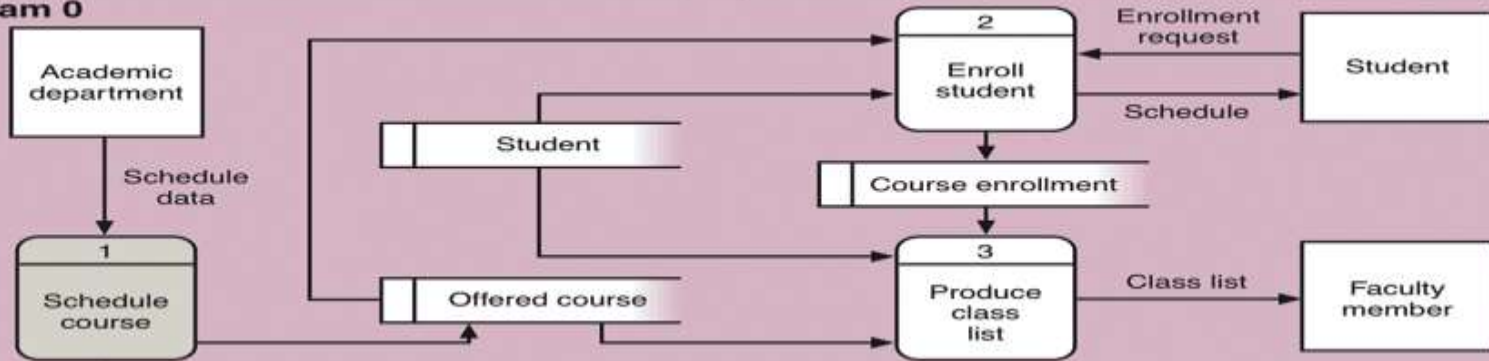 am 0
Academic
department
Schedule
data
1
Schedule
course
Student
Offered course
2
Enroll
student
Enrollment
request
Schedule
Student
Course enrollment
3
Produce
class
list
Class list
Faculty
member